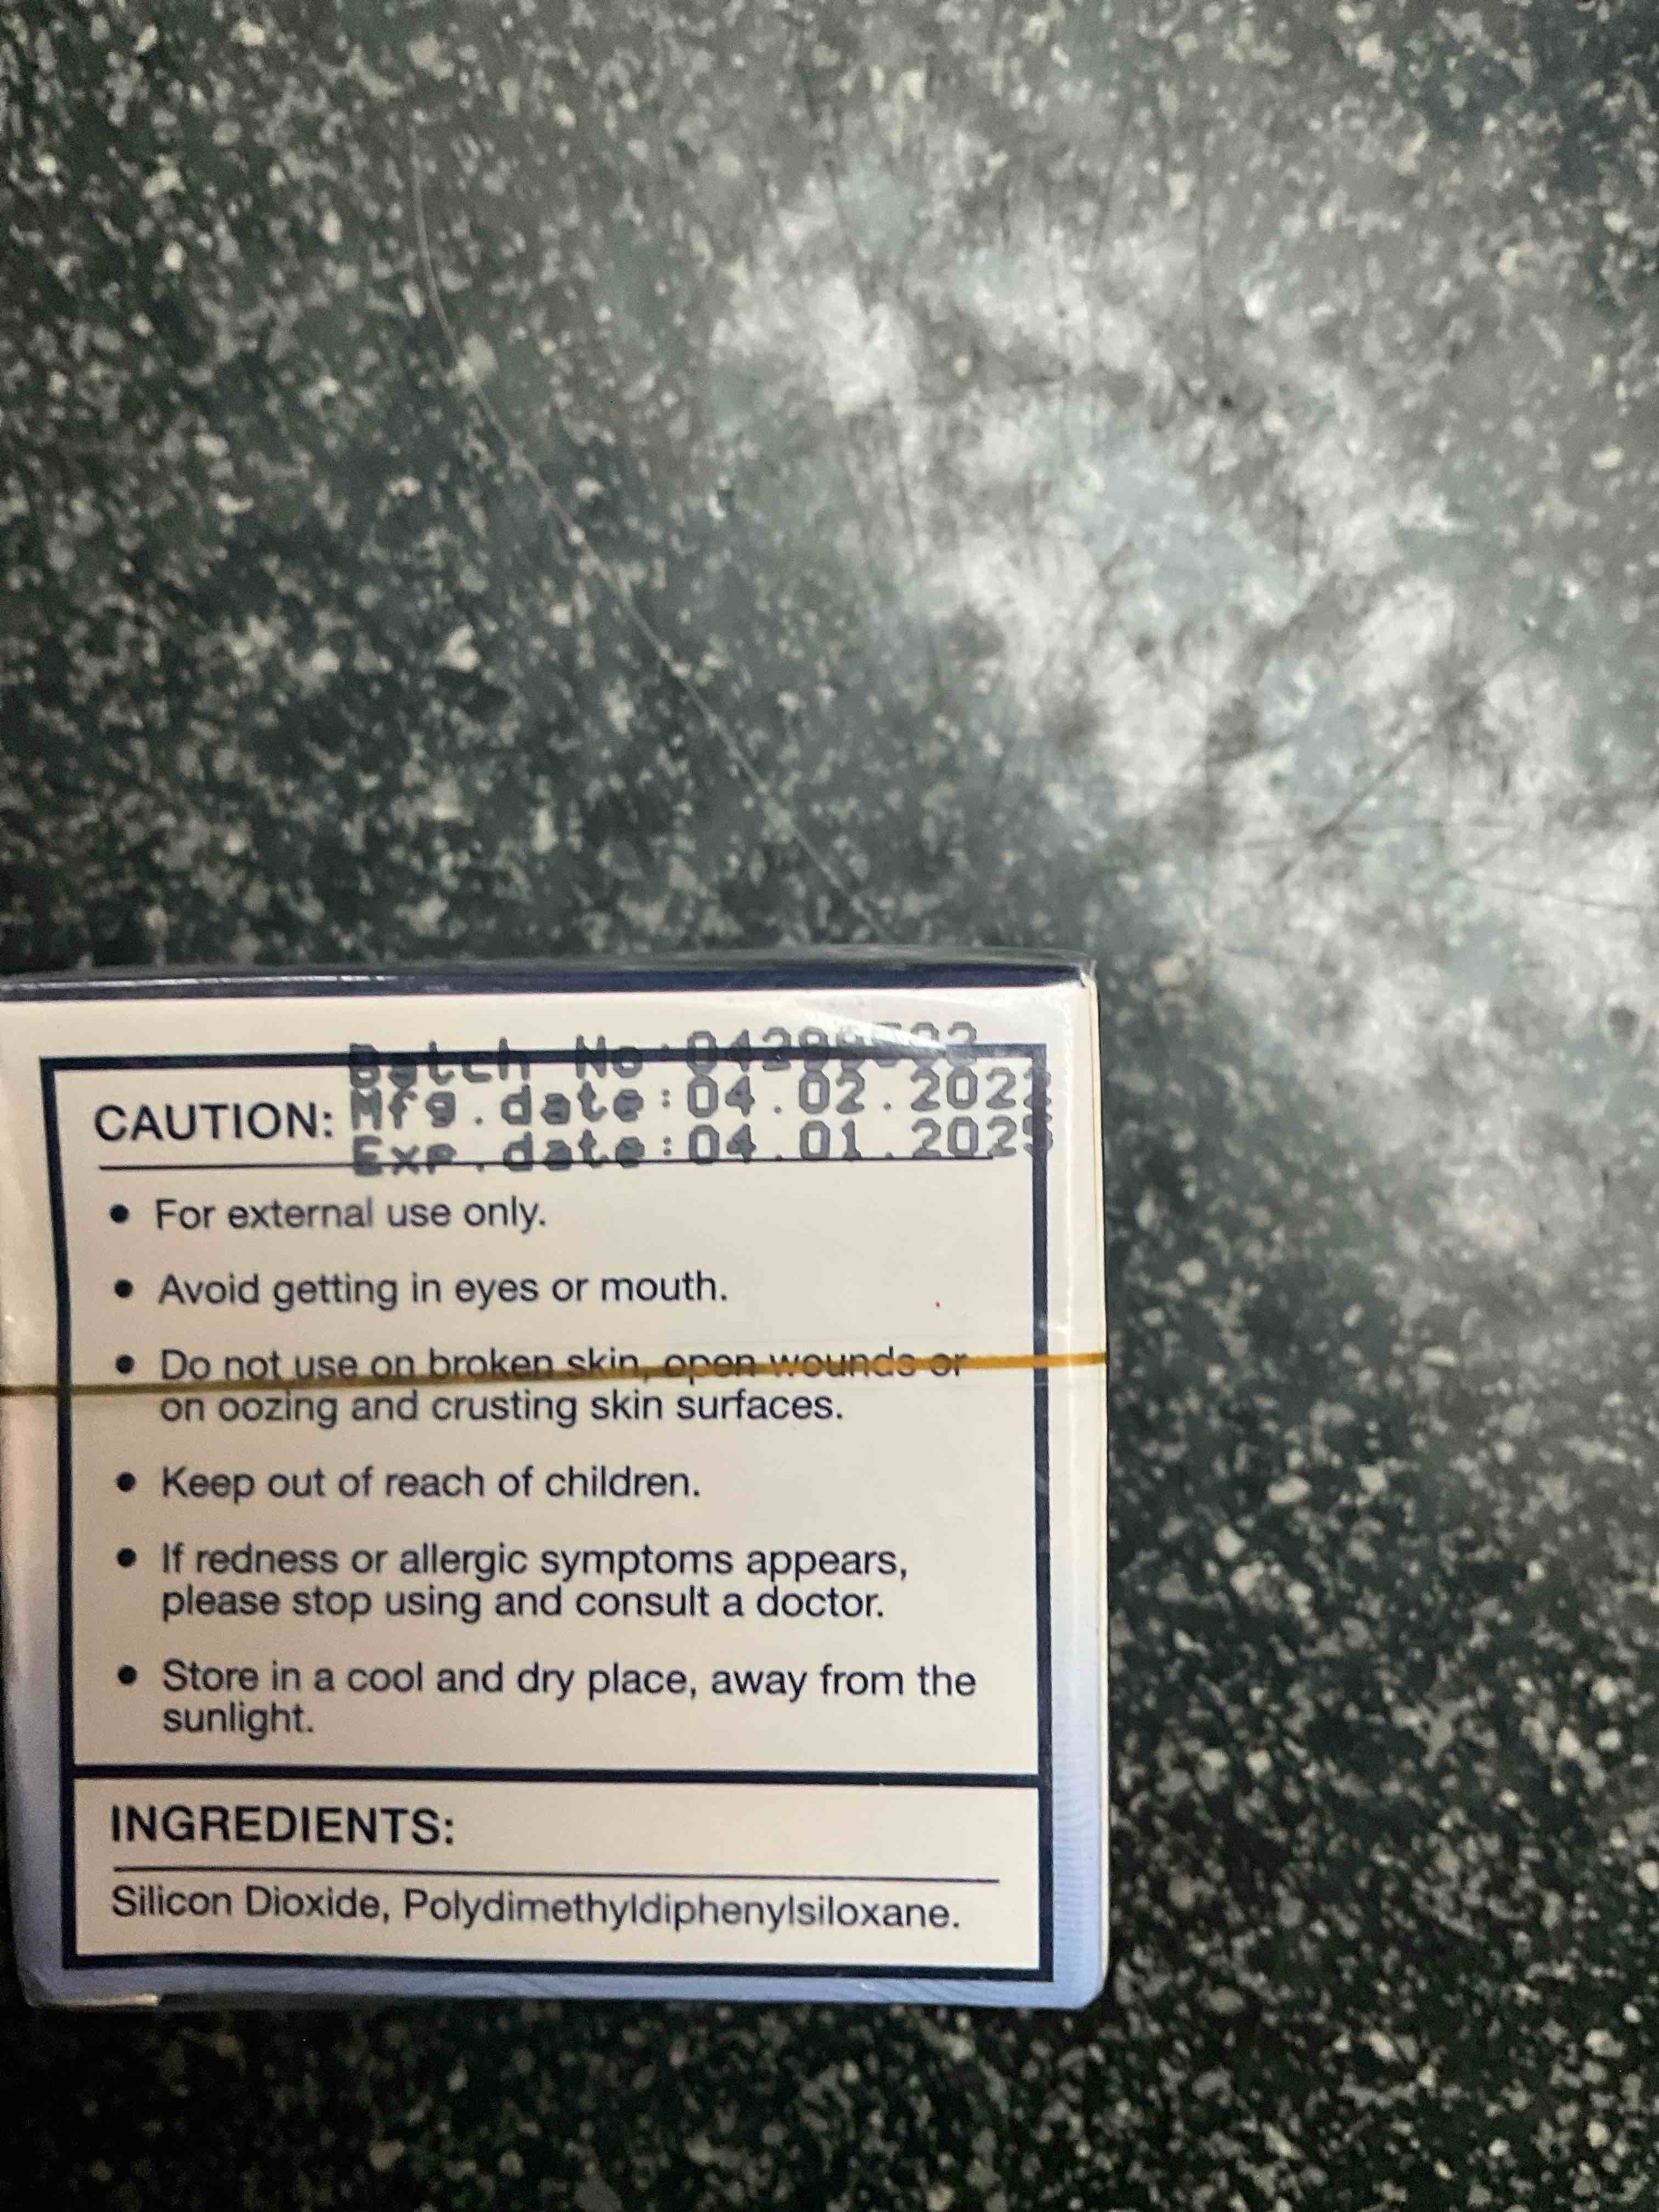 Batch No:
Mfg.date:04.02.2022
CAUTION:
Exp.date:04.01.2025
• For external use only.
• Avoid getting in eyes or mouth.
• Do not use on broken skin, open wounds or
on oozing and crusting skin surfaces.
• Keep out of reach of children.
• If redness or allergic symptoms appears,
please stop using and consult a doctor.
• Store in a cool and dry place, away from the
sunlight.
INGREDIENTS:
Silicon Dioxide, Polydimethyldiphenylsiloxane.